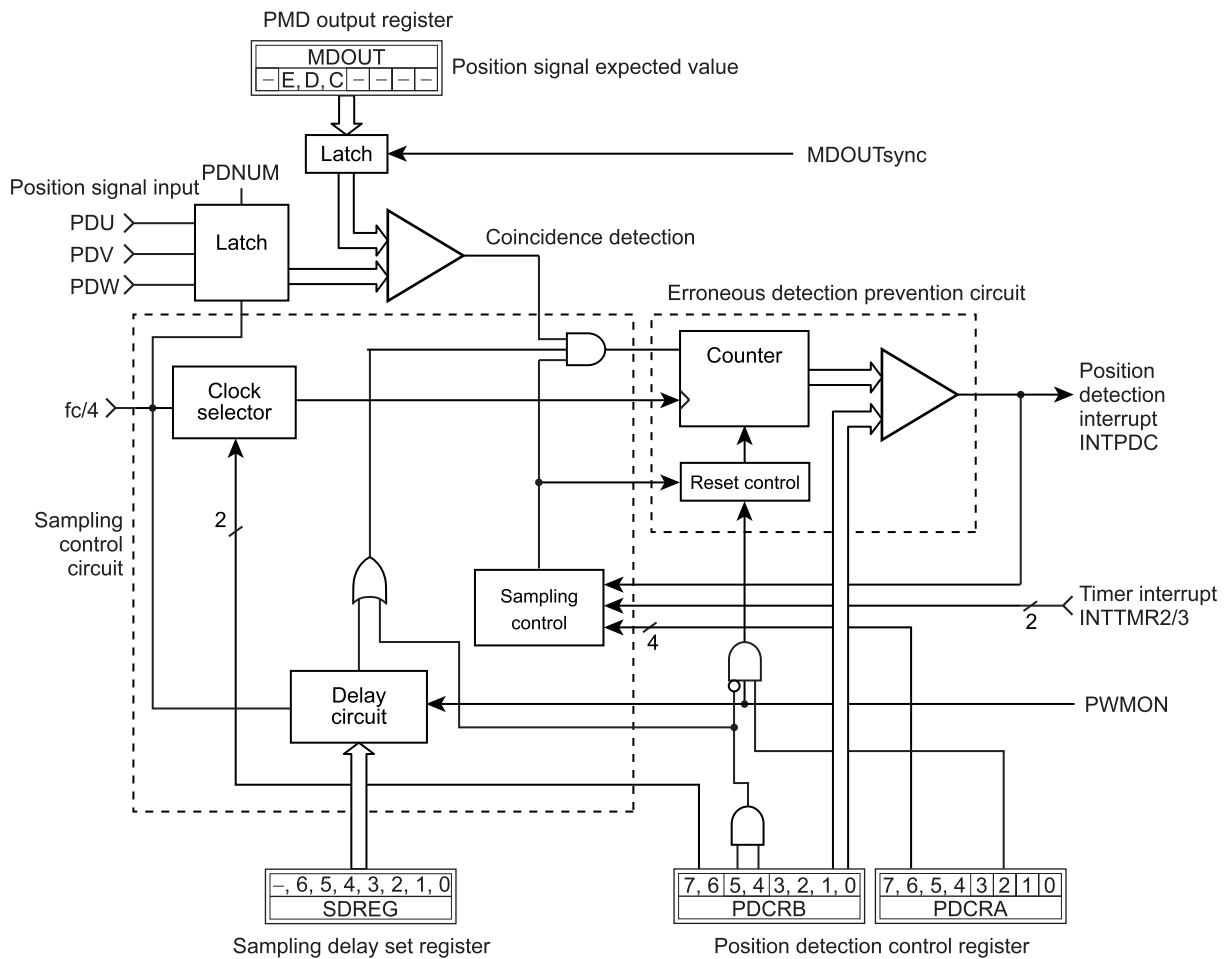 PMD output register
MDOUT
– E, D, C – – – –
Position signal expected value
Latch
MDOUTsync
PDNUM
Position signal input
PDU
PDV
PDW
Latch
Coincidence detection
Erroneous detection prevention circuit
Counter
Clock
selector
fc/4
Position
detection
interrupt
INTPDC
Reset control
2
Sampling
control
circuit
Sampling
control
Timer interrupt
INTTMR2/3
2
4
Delay
circuit
PWMON
–, 6, 5, 4, 3, 2, 1, 0
SDREG
7, 6 5, 4 3, 2, 1, 0
PDCRB
7, 6, 5, 4 3 2 1 0
PDCRA
Sampling delay set register
Position detection control register